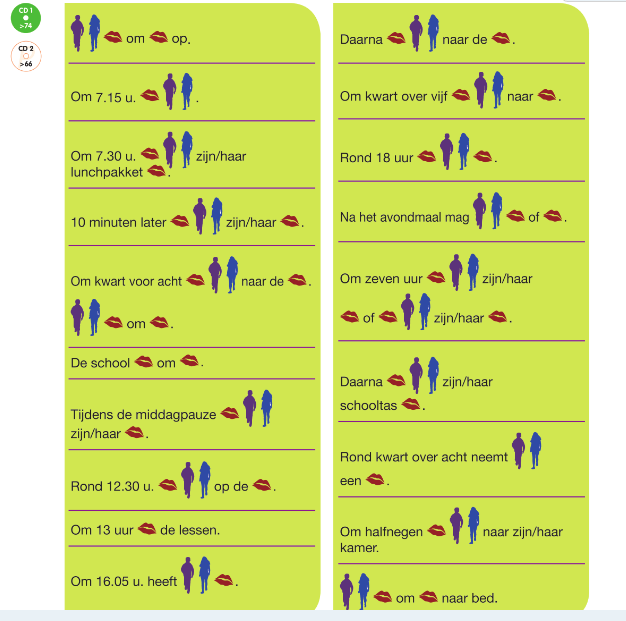 CD 1
>74
CD 2
>66
om op.
Om 7.15 u. .
Om 7.30 u. zijn/haar
lunchpakket .
10 minuten later zijn/haar .
Om kwart voor acht naar de .
om .
De school om .
Tijdens de middagpauze
zijn/haar .
Rond 12.30 u. op de .
Om 13 uur de lessen.
Om 16.05 u. heeft .
Daarna naar de .
Om kwart over vijf naar .
Rond 18 uur .
Na het avondmaal mag of .
Om zeven uur zijn/haar
of zijn/haar .
Daarna zijn/haar
schooltas .
Rond kwart over acht neemt
een .
Om halfnegen naar zijn/haar
kamer.
om naar bed.